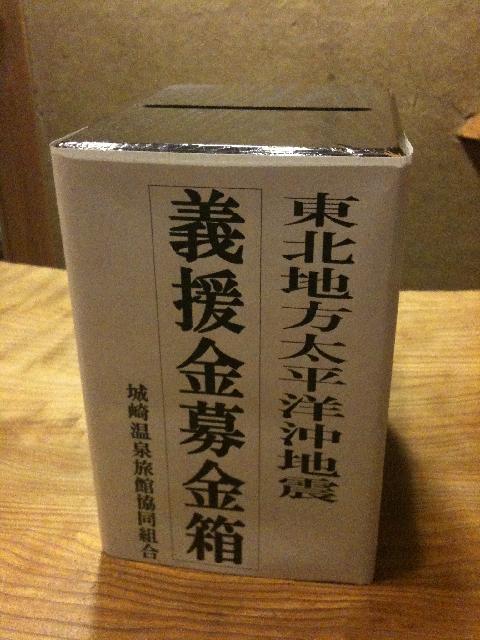 東北地方太平洋沖地震
義援金募金箱
城崎温泉旅館協同組合